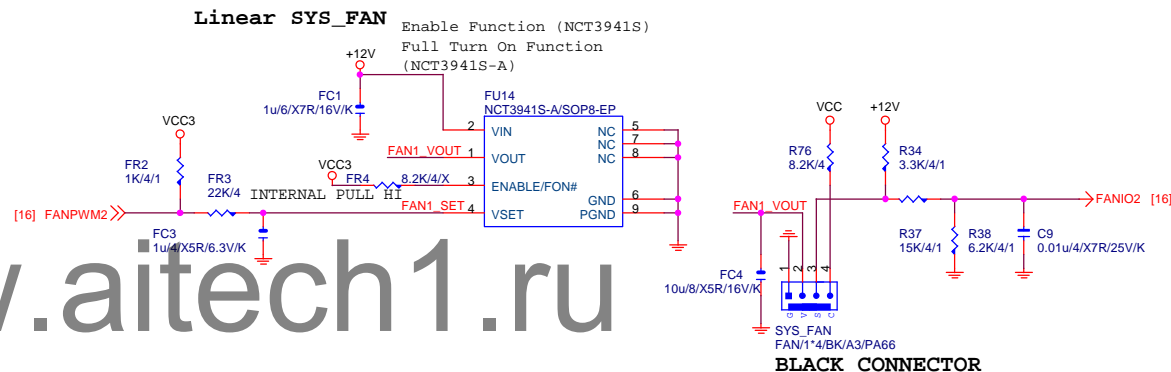 Linear SYS_FAN
Enable Function (NCT3941S)
Full Turn On Function
(NCT3941S-A)
+12V
FC1
1u/6/X7R/16V/K
FU14
NCT3941S-A/SOP8-EP
2 VIN
NC 5
NC 7
FAN1_VOUT 1 VOUT
NC 8
VCC3
FR2
1K/4/1
VCC3
FR4 8.2K/4/X 3 ENABLE/FON#
INTERNAL PULL HI
FR3
22K/4
GND 6
[16] FANPWM2
FAN1_SET 4 VSET
PGND 9
FC3
1u/4/X5R/6.3V/K
VCC
+12V
R76
8.2K/4
R34
3.3K/4/1
FAN1_VOUT
FANIO2 [16]
R37
15K/4/1
R38
6.2K/4/1
C9
0.01u/4/X7R/25V/K
FC4
10u/8/X5R/16V/K
1 2 3 4
G V S C
SYS_FAN
FAN/1*4/BK/A3/PA66
BLACK CONNECTOR
w.aitech1.ru